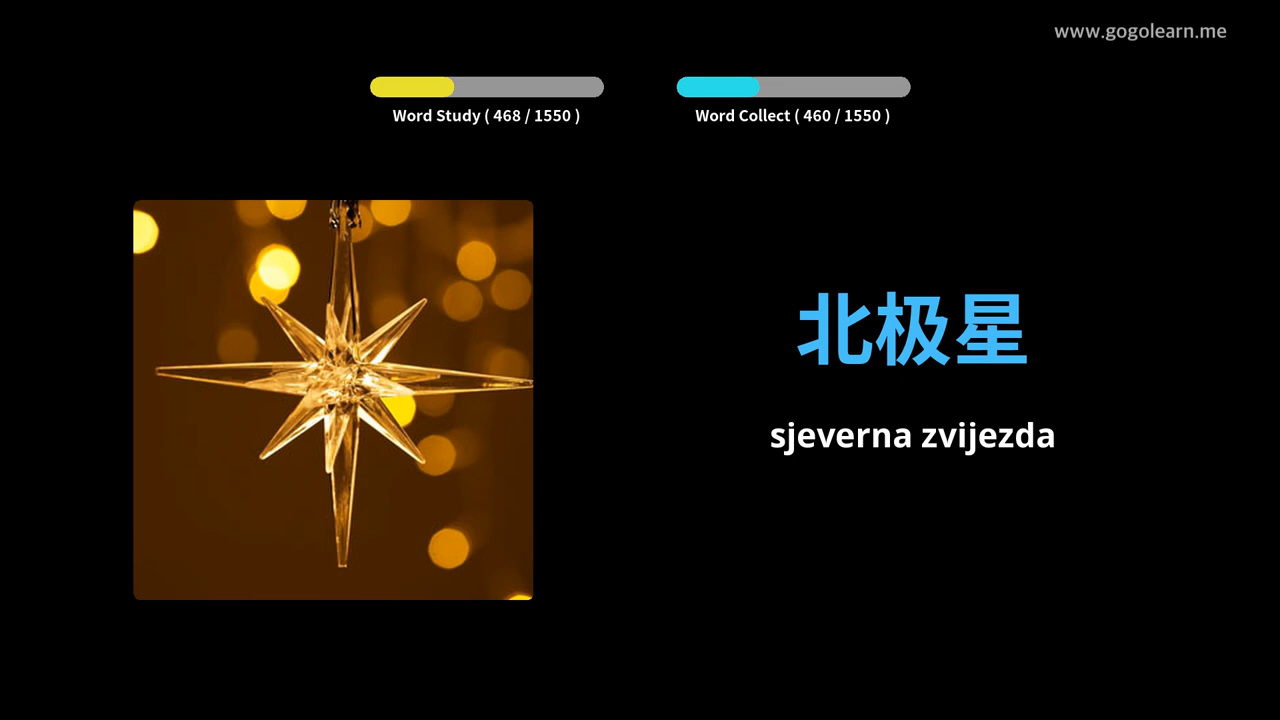 www.gogolearn.me
Word Study ( 468 / 1550 )
Word Collect ( 460 / 1550 )
北极星
sjeverna zvijezda